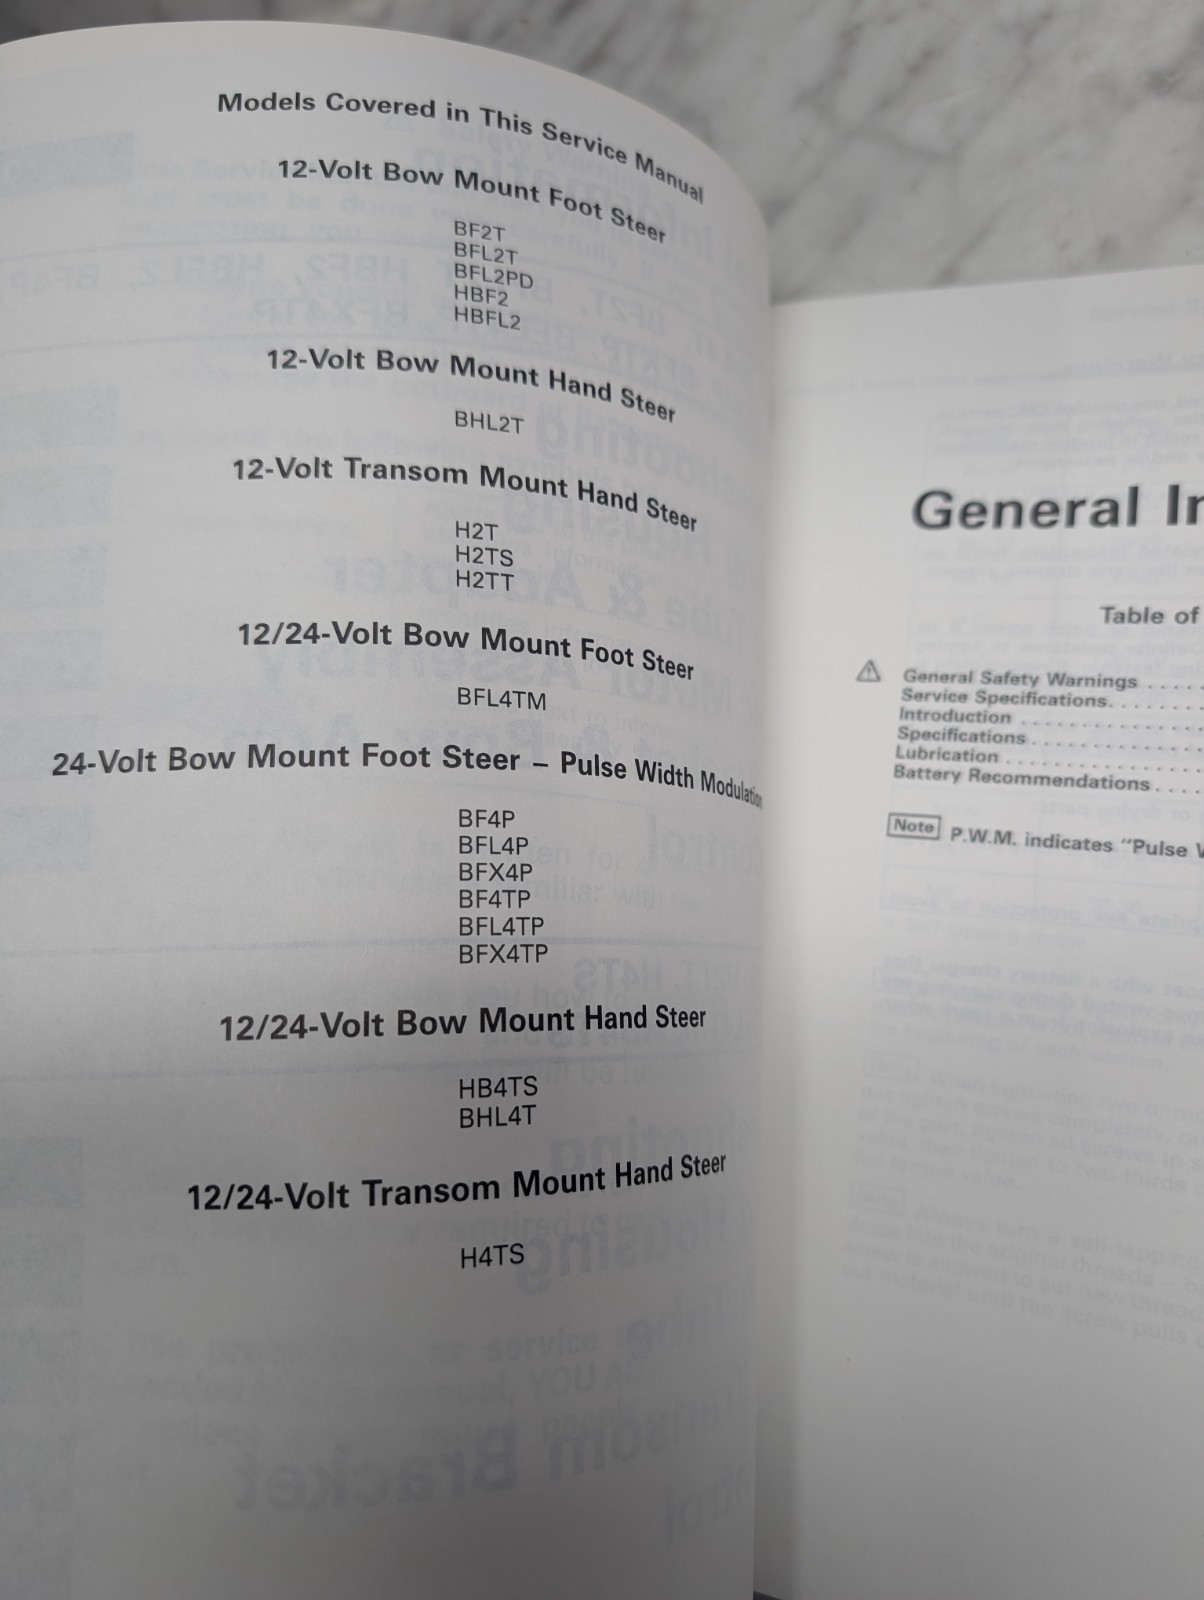 Models Covered in This Service Manual
12-Volt Bow Mount Foot Steer
BF2T
BFL2T
BFL2PD
HBF2
HBFL2
12-Volt Bow Mount Hand Steer
BHL2T
12-Volt Transom Mount Hand Steer
H2T
H2TS
H2TT
12/24-Volt Bow Mount Foot Steer
BFL4TM
24-Volt Bow Mount Foot Steer – Pulse Width Modulation
BF4P
BFL4P
BFX4P
BF4TP
BFL4TP
BFX4TP
12/24-Volt Bow Mount Hand Steer
HB4TS
BHL4T
12/24-Volt Transom Mount Hand Steer
H4TS
General
Table of
General Safety Warnings . . . .
Service Specifications. . . . . . .
Introduction . . . . . . . . . . . . .
Specifications . . . . . . . . . . . .
Lubrication . . . . . . . . . . . . . .
Battery Recommendations . . . .
Note P.W.M. indicates "Pulse